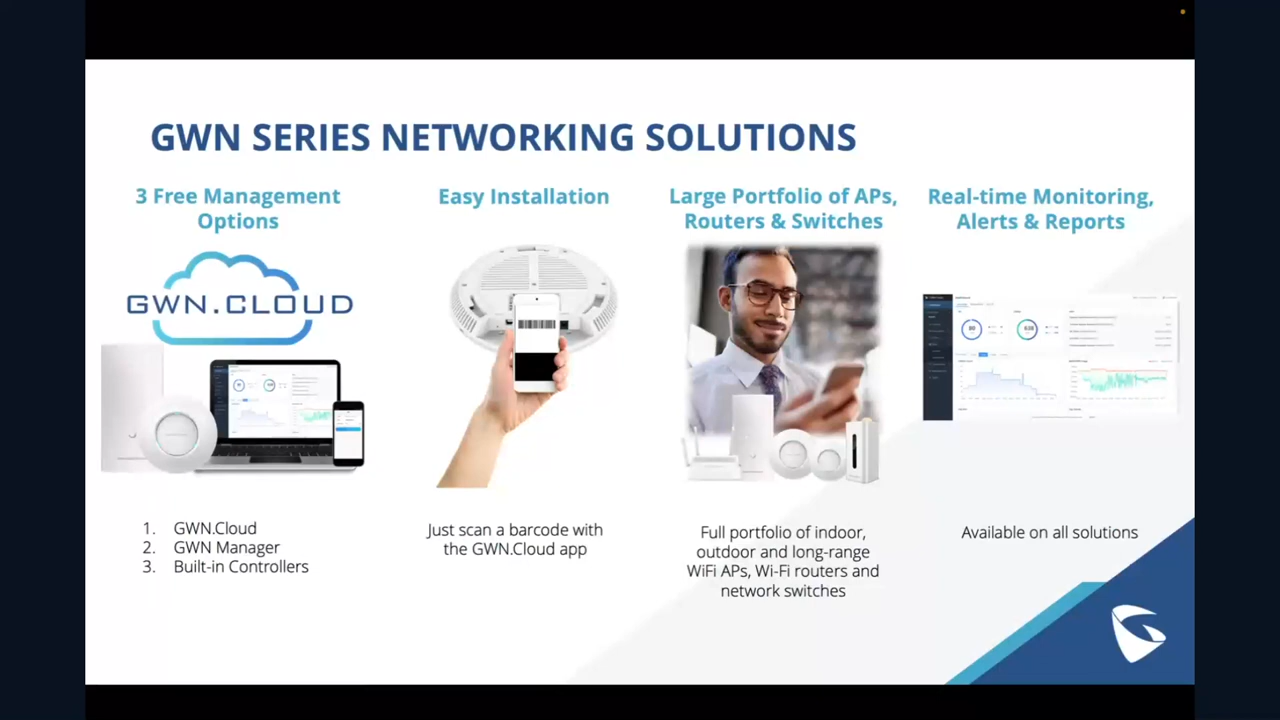 GWN SERIES NETWORKING SOLUTIONS
3 Free Management
Options
GWN.CLOUD
1. GWN.Cloud
2. GWN Manager
3. Built-in Controllers
Easy Installation
Just scan a barcode with
the GWN.Cloud app
Large Portfolio of APs,
Routers & Switches
Full portfolio of indoor,
outdoor and long-range
WiFi APs, Wi-Fi routers and
network switches
Real-time Monitoring,
Alerts & Reports
Available on all solutions